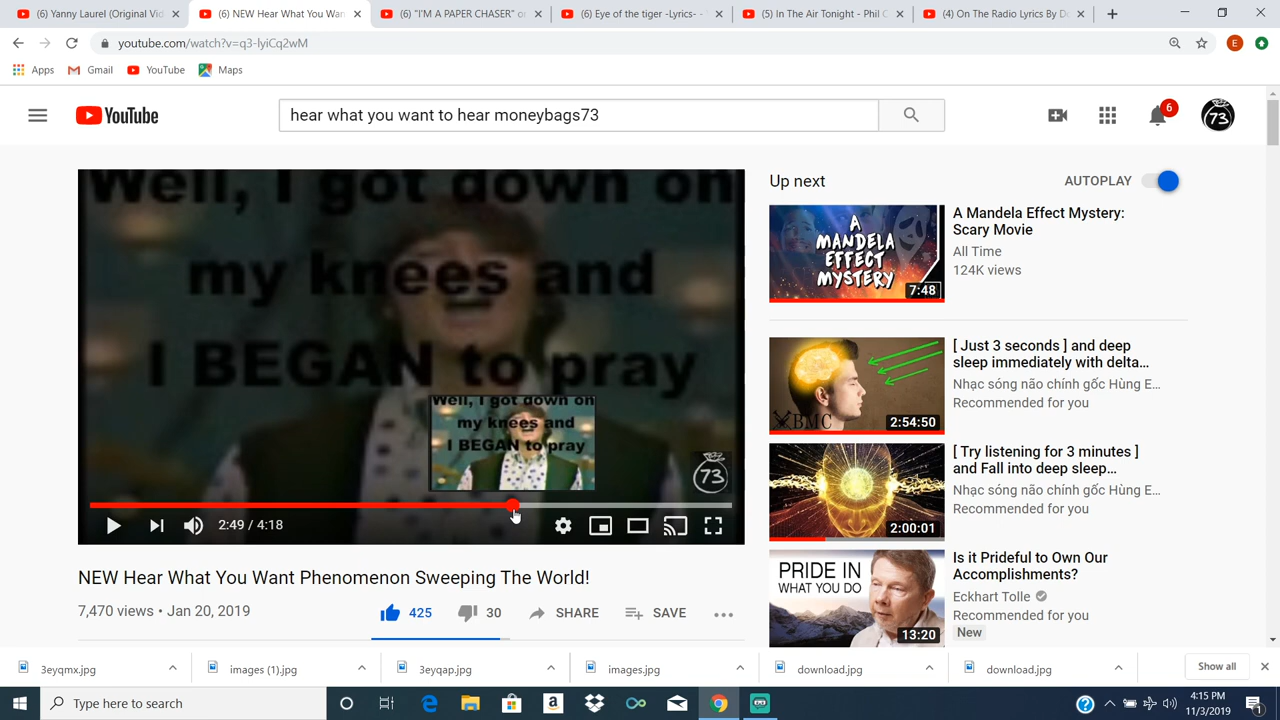 (6) Yanny Laurel (Original Vid
(6) NEW Hear What You Want
(6) "I'M A PAPER CHASER" or
(6) Eye of the tiger -Lyrics- -
(5) In The Air Tonight - Phil C
(4) On The Radio Lyrics By Do
youtube.com/watch?v=q3-lyiCq2wM
E
Apps
Gmail
YouTube
Maps
YouTube
hear what you want to hear moneybags73
6
73
Well, I got down on
my knees and
I BEGAN to pray
Well, I got down on
my knees and
I BEGAN to pray
73
2:49 / 4:18
NEW Hear What You Want Phenomenon Sweeping The World!
7,470 views • Jan 20, 2019
425
30
SHARE
SAVE
Up next
AUTOPLAY
A
MANDELA
EFFECT
MYSTERY
7:48
A Mandela Effect Mystery:
Scary Movie
All Time
124K views
BMC
2:54:50
[ Just 3 seconds ] and deep
sleep immediately with delta...
Nhạc sóng não chính gốc Hùng E...
Recommended for you
2:00:01
[ Try listening for 3 minutes ]
and Fall into deep sleep...
Nhạc sóng não chính gốc Hùng E...
Recommended for you
PRIDE IN
WHAT YOU DO
13:20
Is it Prideful to Own Our
Accomplishments?
Eckhart Tolle
Recommended for you
New
3eyqmx.jpg
images (1).jpg
3eyqap.jpg
images.jpg
download.jpg
download.jpg
Show all
Type here to search
a
4:15 PM
11/3/2019
1